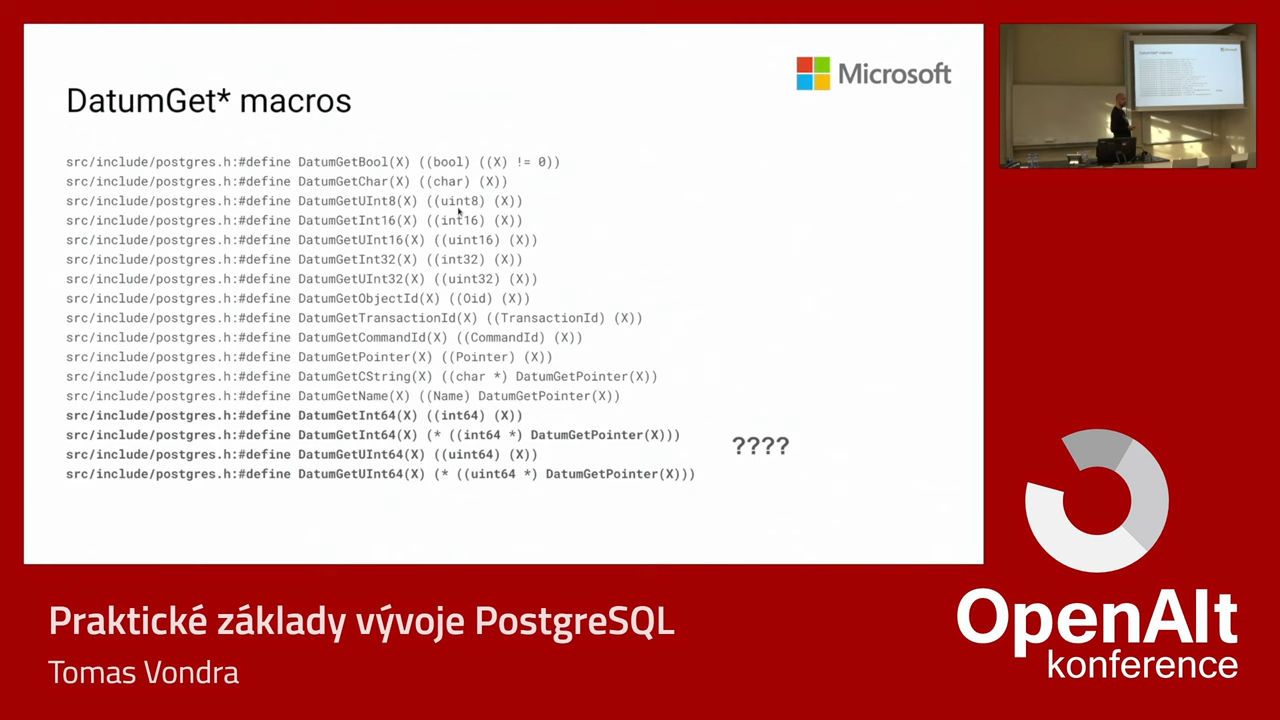 Microsoft
DatumGet* macros
src/include/postgres.h:#define DatumGetBool(X) ((bool) ((X) != 0))
src/include/postgres.h:#define DatumGetChar(X) ((char) (X))
src/include/postgres.h:#define DatumGetUInt8(X) ((uint8) (X))
src/include/postgres.h:#define DatumGetInt16(X) ((int16) (X))
src/include/postgres.h:#define DatumGetUInt16(X) ((uint16) (X))
src/include/postgres.h:#define DatumGetInt32(X) ((int32) (X))
src/include/postgres.h:#define DatumGetUInt32(X) ((uint32) (X))
src/include/postgres.h:#define DatumGetObjectId(X) ((Oid) (X))
src/include/postgres.h:#define DatumGetTransactionId(X) ((TransactionId) (X))
src/include/postgres.h:#define DatumGetCommandId(X) ((CommandId) (X))
src/include/postgres.h:#define DatumGetPointer(X) ((Pointer) (X))
src/include/postgres.h:#define DatumGetCString(X) ((char *) DatumGetPointer(X))
src/include/postgres.h:#define DatumGetName(X) ((Name) DatumGetPointer(X))
src/include/postgres.h:#define DatumGetInt64(X) ((int64) (X))
src/include/postgres.h:#define DatumGetInt64(X) (* ((int64 *) DatumGetPointer(X)))
????
src/include/postgres.h:#define DatumGetUInt64(X) ((uint64) (X))
src/include/postgres.h:#define DatumGetUInt64(X) (* ((uint64 *) DatumGetPointer(X)))
Praktické základy vývoje PostgreSQL
Tomas Vondra
OpenAlt
konference